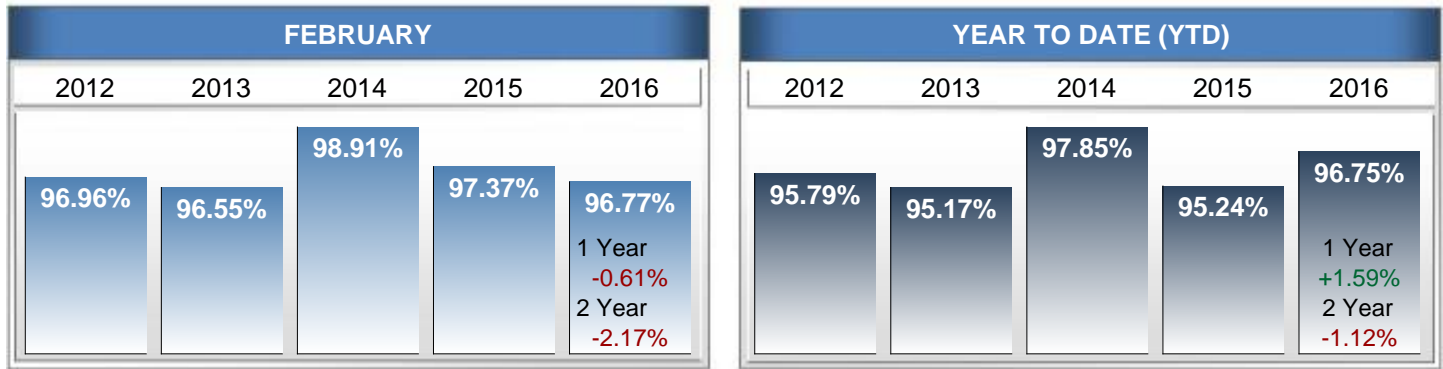 FEBRUARY
2012 2013 2014 2015 2016
98.91%
97.37%
96.96% 96.55% 96.77%
1 Year
-0.61%
2 Year
-2.17%
YEAR TO DATE (YTD)
2012 2013 2014 2015 2016
97.85%
96.75%
95.79% 95.17% 95.24%
1 Year
+1.59%
2 Year
-1.12%